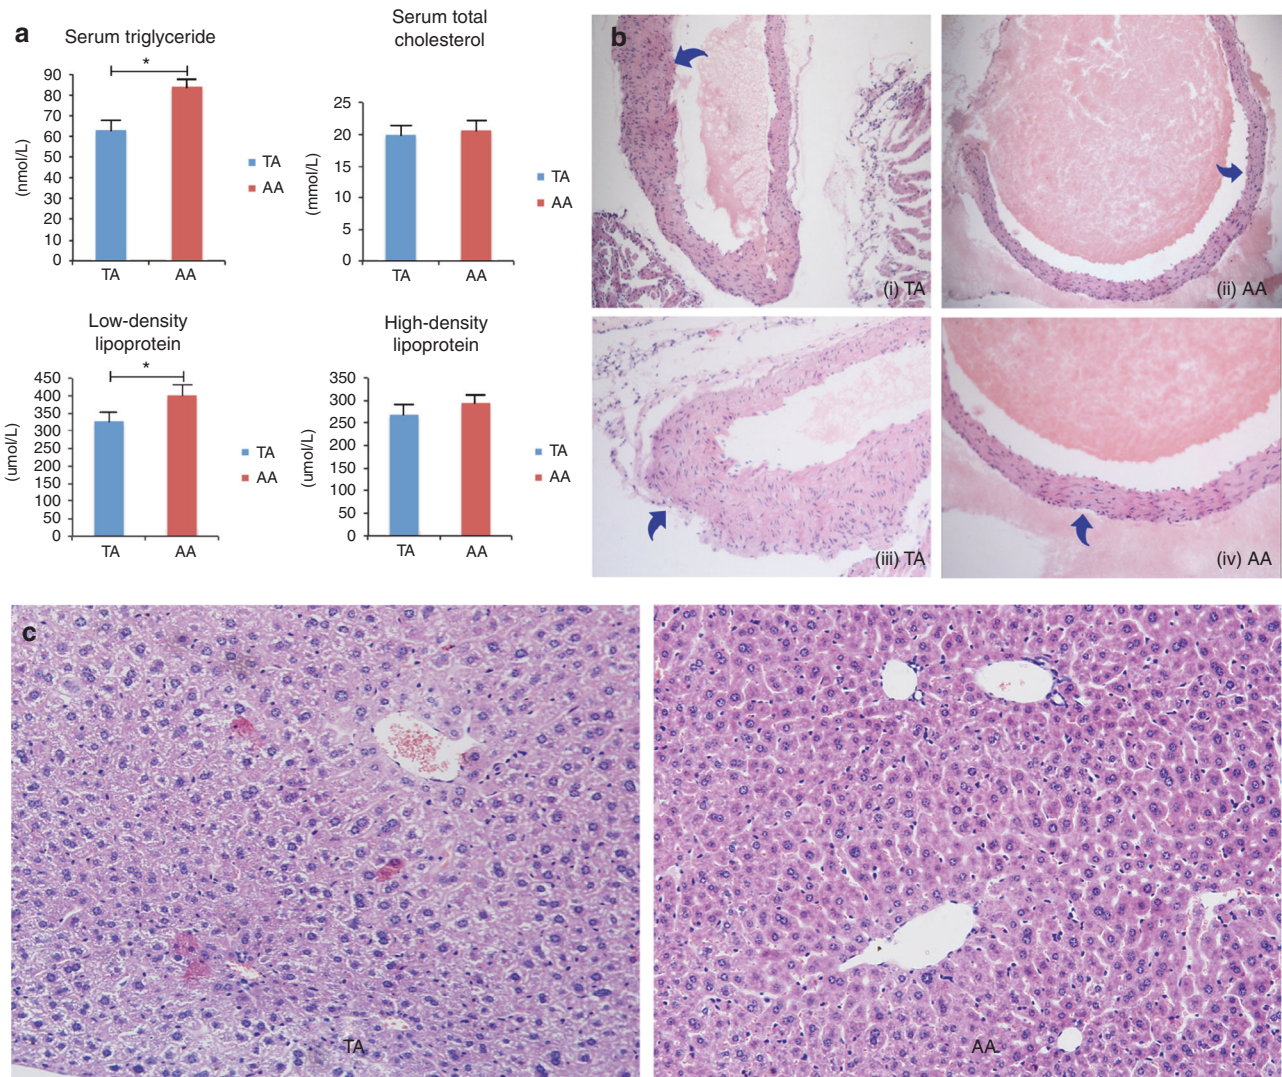 a
Serum triglyceride
*
90
80
70
60
50
40
30
20
10
0
(nmol/L)
TA
AA
TA
AA
Serum total
cholesterol
25
20
15
10
5
0
(mmol/L)
TA
AA
TA
AA
Low-density
lipoprotein
*
450
400
350
300
250
200
150
100
50
0
(umol/L)
TA
AA
TA
AA
High-density
lipoprotein
350
300
250
200
150
100
50
0
(umol/L)
TA
AA
TA
AA
b
(i) TA
(ii) AA
(iii) TA
(iv) AA
c
TA
AA